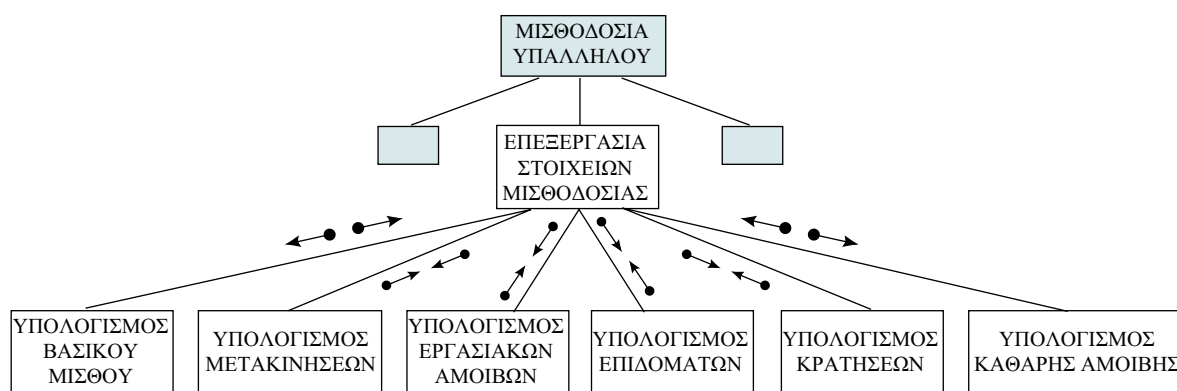 ΜΙΣΘΟΔΟΣΙΑ
ΥΠΑΛΛΗΛΟΥ
ΕΠΕΞΕΡΓΑΣΙΑ
ΣΤΟΙΧΕΙΩΝ
ΜΙΣΘΟΔΟΣΙΑΣ
ΥΠΟΛΟΓΙΣΜΟΣ
ΒΑΣΙΚΟΥ
ΜΙΣΘΟΥ
ΥΠΟΛΟΓΙΣΜΟΣ
ΜΕΤΑΚΙΝΗΣΕΩΝ
ΥΠΟΛΟΓΙΣΜΟΣ
ΕΡΓΑΣΙΑΚΩΝ
ΑΜΟΙΒΩΝ
ΥΠΟΛΟΓΙΣΜΟΣ
ΕΠΙΔΟΜΑΤΩΝ
ΥΠΟΛΟΓΙΣΜΟΣ
ΚΡΑΤΗΣΕΩΝ
ΥΠΟΛΟΓΙΣΜΟΣ
ΚΑΘΑΡΗΣ ΑΜΟΙΒΗΣ